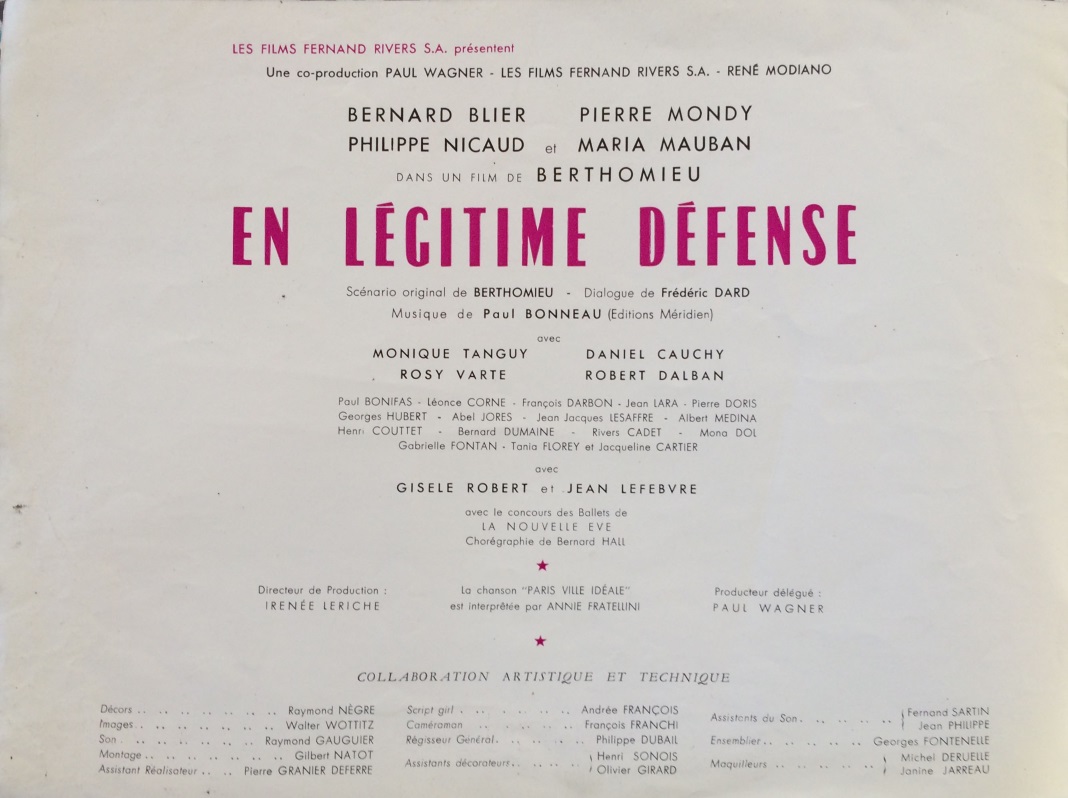 LES FILMS FERNAND RIVERS S.A. présentent
Une co-production PAUL WAGNER - LES FILMS FERNAND RIVERS S.A. - RENÉ MODIANO
BERNARD BLIER PIERRE MONDY
PHILIPPE NICAUD et MARIA MAUBAN
DANS UN FILM DE BERTHOMIEU
EN LÉGITIME DÉFENSE
Scénario original de BERTHOMIEU - Dialogue de Frédéric DARD
Musique de Paul BONNEAU (Editions Méridien)
avec
MONIQUE TANGUY DANIEL CAUCHY
ROSY VARTE ROBERT DALBAN
Paul BONIFAS - Léonce CORNE - François DARBON - Jean LARA - Pierre DORIS
Georges HUBERT - Abel JORES - Jean Jacques LESAFFRE - Albert MEDINA
Henri COUTTET - Bernard DUMAINE - Rivers CADET - Mona DOL
Gabrielle FONTAN - Tania FLOREY et Jacqueline CARTIER
avec
GISELE ROBERT et JEAN LEFEBVRE
avec le concours des Ballets de
LA NOUVELLE EVE
Chorégraphie de Bernard HALL
Directeur de Production :
IRENÉE LERICHE
La chanson "PARIS VILLE IDÉALE"
est interprétée par ANNIE FRATELLINI
Producteur délégué :
PAUL WAGNER
COLLABORATION ARTISTIQUE ET TECHNIQUE
Décors .. .. .. .. .. .. .. Raymond NÈGRE
Images .. .. .. .. .. .. .. Walter WOTTITZ
Son .. .. .. .. .. .. .. Raymond GAUGUIER
Montage .. .. .. .. .. .. .. Gilbert NATOT
Assistant Réalisateur .. .. Pierre GRANIER DEFERRE
Script girl .. .. .. .. .. Andrée FRANÇOIS
Caméraman .. .. .. .. .. François FRANCHI
Régisseur Général .. .. .. .. Philippe DUBAIL
Assistants décorateurs .. .. .. Henri SONOIS
Olivier GIRARD
Assistants du Son .. .. .. .. Fernand SARTIN
Jean PHILIPPE
Ensemblier .. .. .. .. .. Georges FONTENELLE
Maquilleurs .. .. .. .. .. Michel DERUELLE
Janine JARREAU